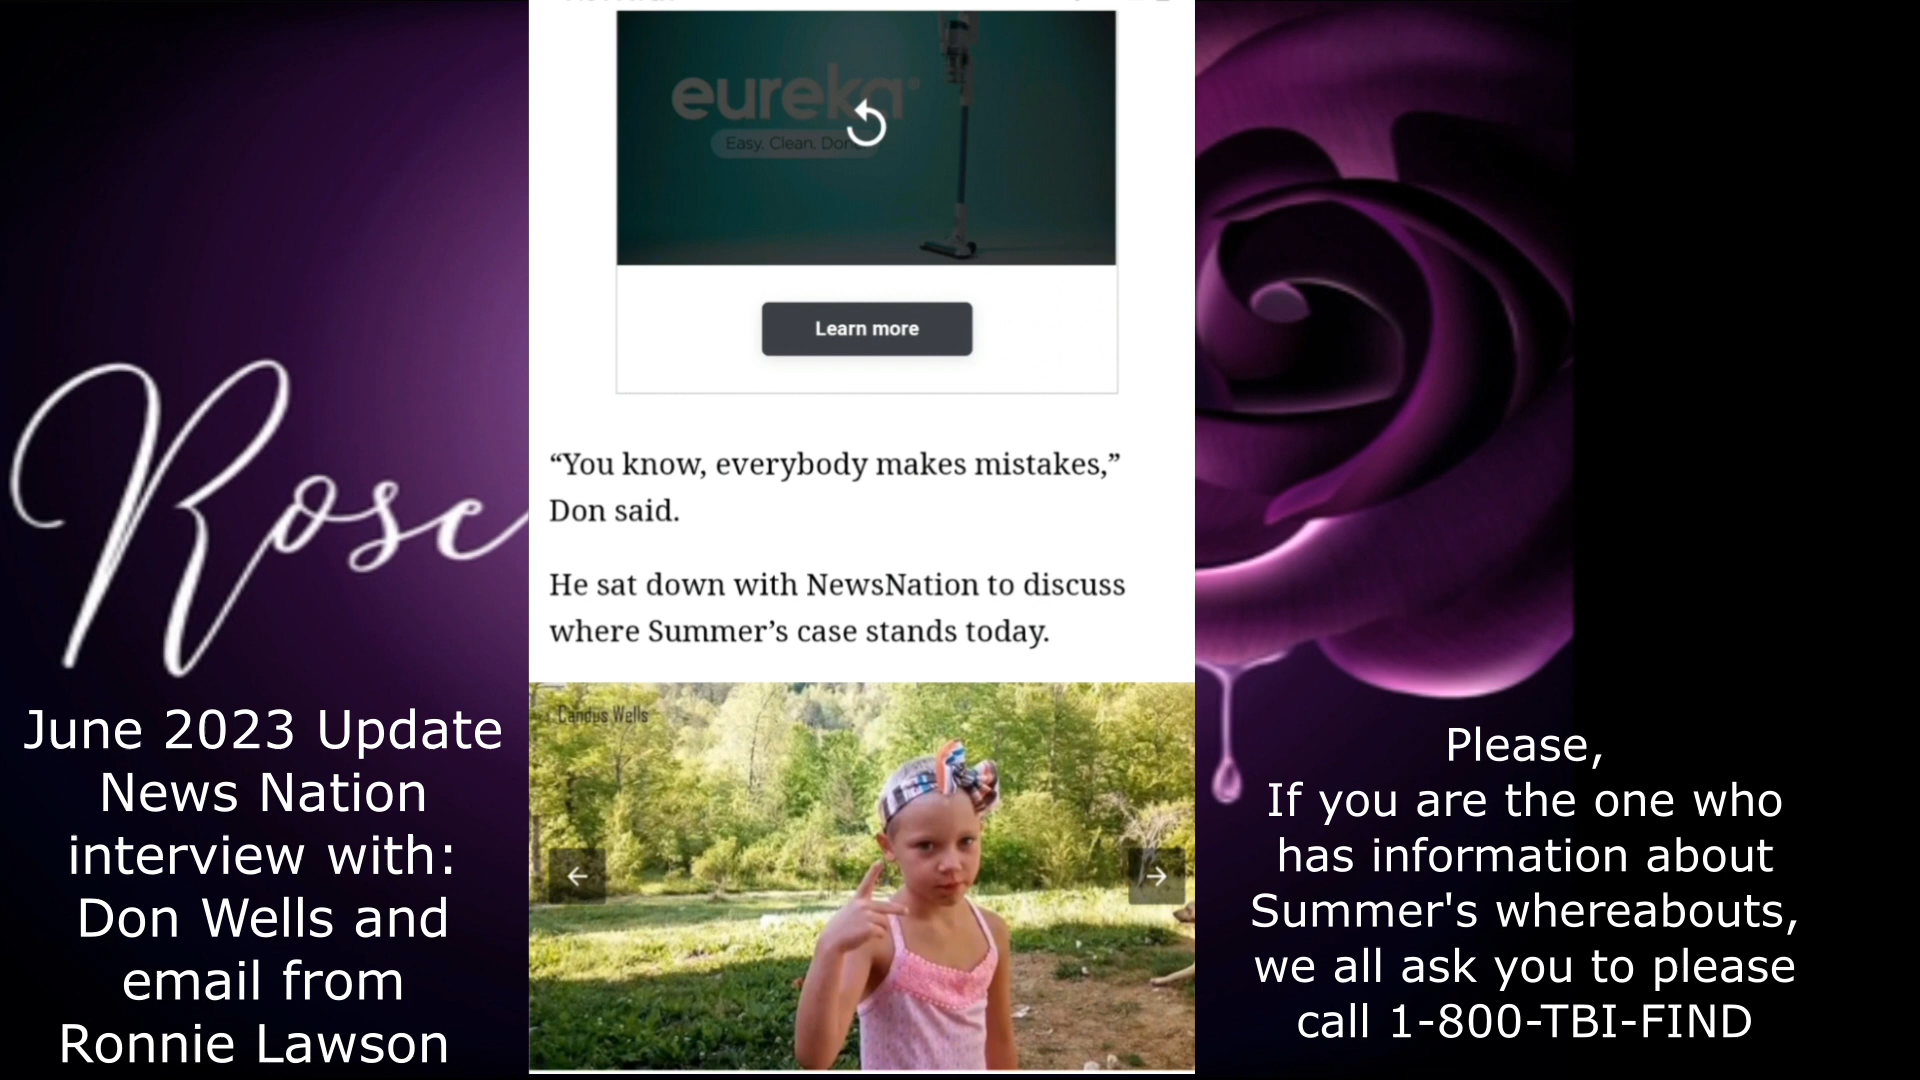 eureka®
Easy. Clean. Done
Learn more
“You know, everybody makes mistakes,”
Don said.
He sat down with NewsNation to discuss
where Summer’s case stands today.
Candus Wells
Rose
June 2023 Update
News Nation
interview with:
Don Wells and
email from
Ronnie Lawson
Please,
If you are the one who
has information about
Summer's whereabouts,
we all ask you to please
call 1-800-TBI-FIND